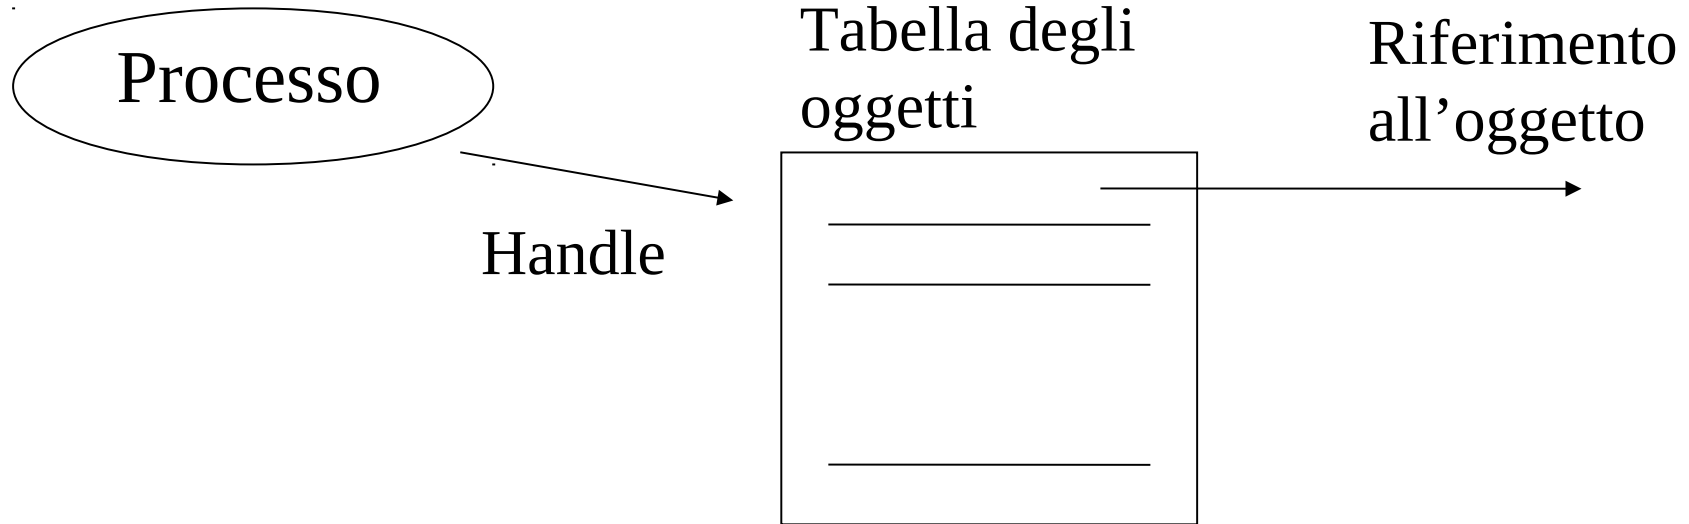 Processo
Tabella degli
oggetti
Riferimento
all’oggetto
Handle